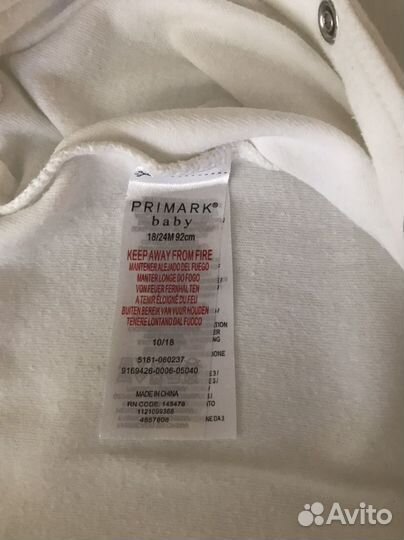 PRIMARK®
baby
18/24M 92cm
KEEP AWAY FROM FIRE
MANTENER ALEJADO DEL FUEGO
MANTER LONGE DO FOGO
VON FEUER FERNHALTEN
A TENIR ÉLOIGNÉ DU FEU
BUITEN BEREIK VAN VUUR HOUDEN
TENERE LONTANO DAL FUOCO
10/18
5161-060237
9169426-0006-05040
MADE IN CHINA
RN CODE: 145478
1121099368
4657808
Avito